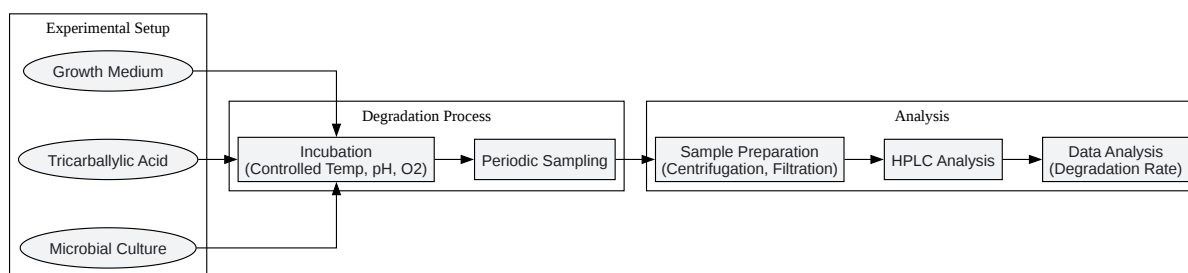 Experimental Setup
Growth Medium
Tricarballylic Acid
Microbial Culture
Degradation Process
Incubation
(Controlled Temp, pH, O2)
Periodic Sampling
Analysis
Sample Preparation
(Centrifugation, Filtration)
HPLC Analysis
Data Analysis
(Degradation Rate)